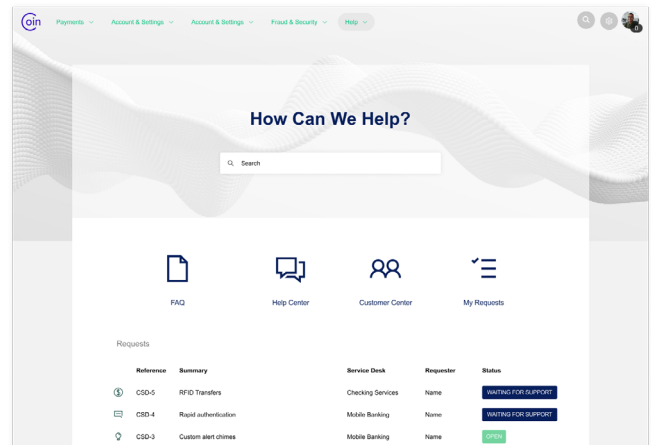 Coin Payments Account & Settings Account & Settings Fraud & Security Help
0
How Can We Help?
Search
FAQ Help Center Customer Center My Requests
Requests
Reference Summary Service Desk Requester Status
CSD-5 RFID Transfers Checking Services Name WAITING FOR SUPPORT
CSD-4 Rapid authentication Mobile Banking Name WAITING FOR SUPPORT
CSD-3 Custom alert chimes Mobile Banking Name OPEN